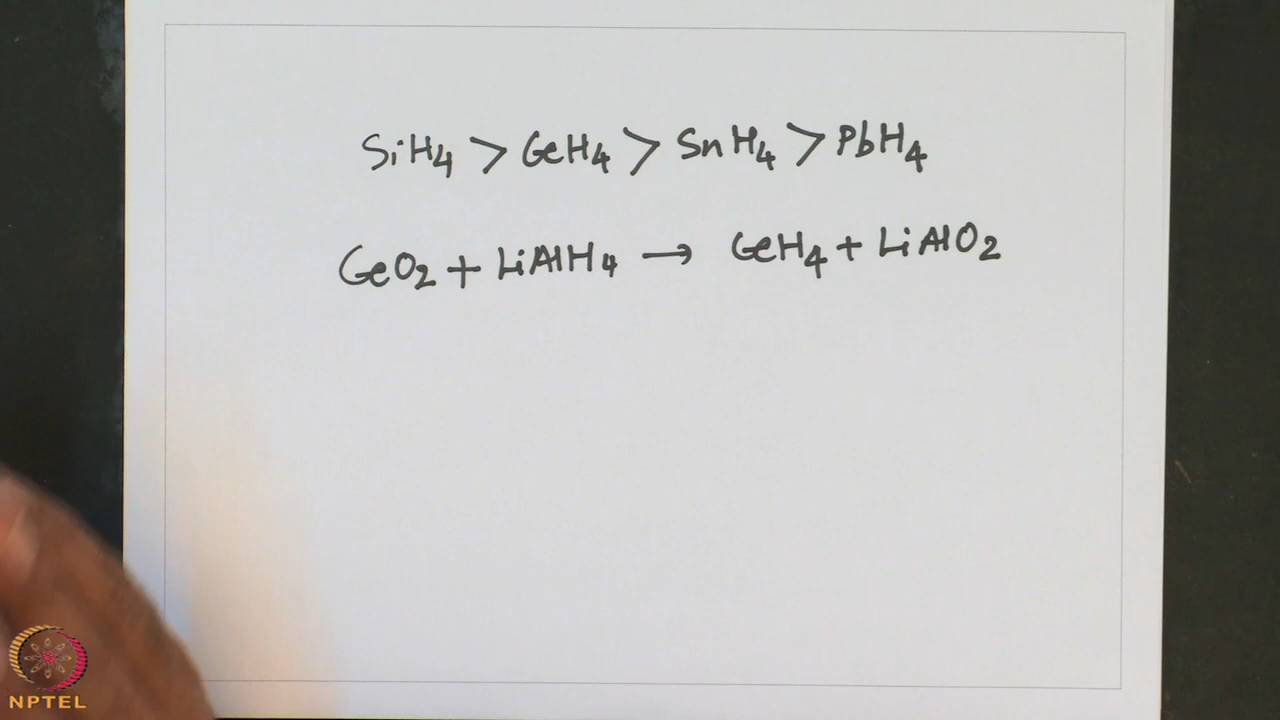 SiH4 > GeH4 > SnH4 > PbH4
GeO2 + LiAlH4 → GeH4 + LiAlO2
NPTEL